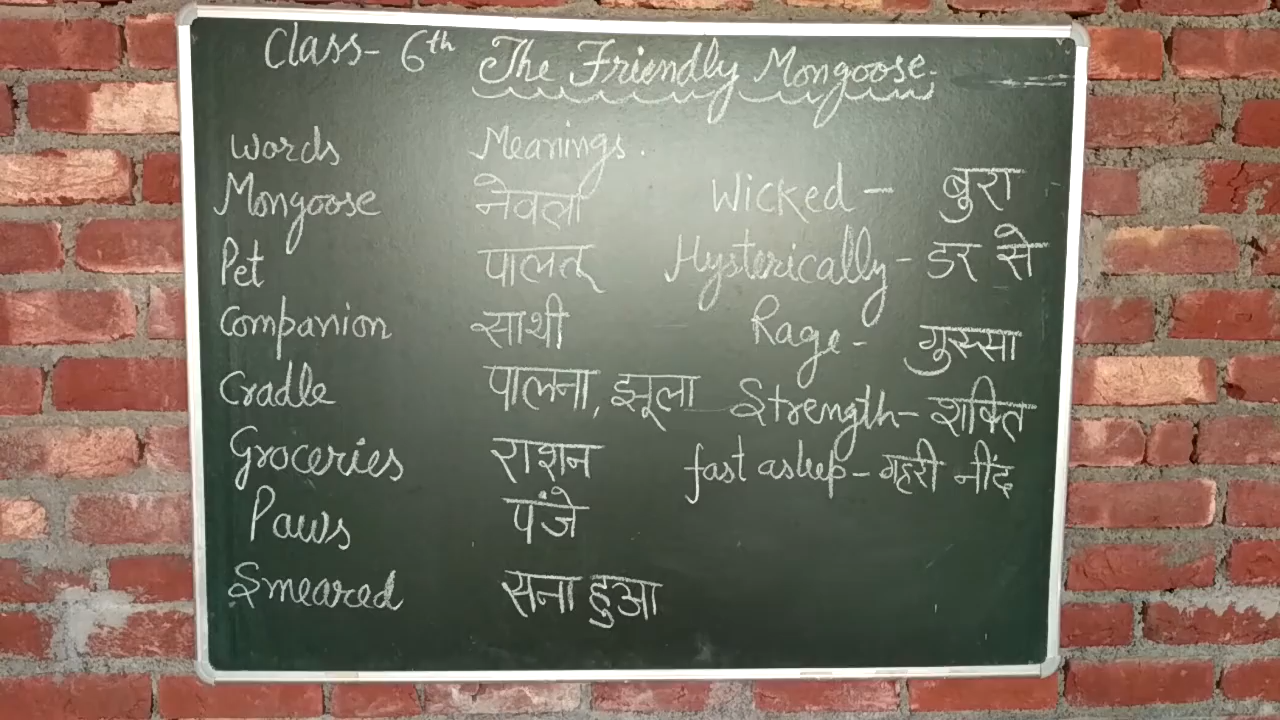 Class- 6th The Friendly Mongoose.
words Meanings.
Mongoose नेवला
Pet पालतू
Companion साथी
Cradle पालना, झूला
Groceries राशन
Paws पंजे
Smeared सना हुआ
Wicked – बुरा
Hysterically – डर से
Rage - गुस्सा
Strength – शक्ति
fast asleep – गहरी नींद